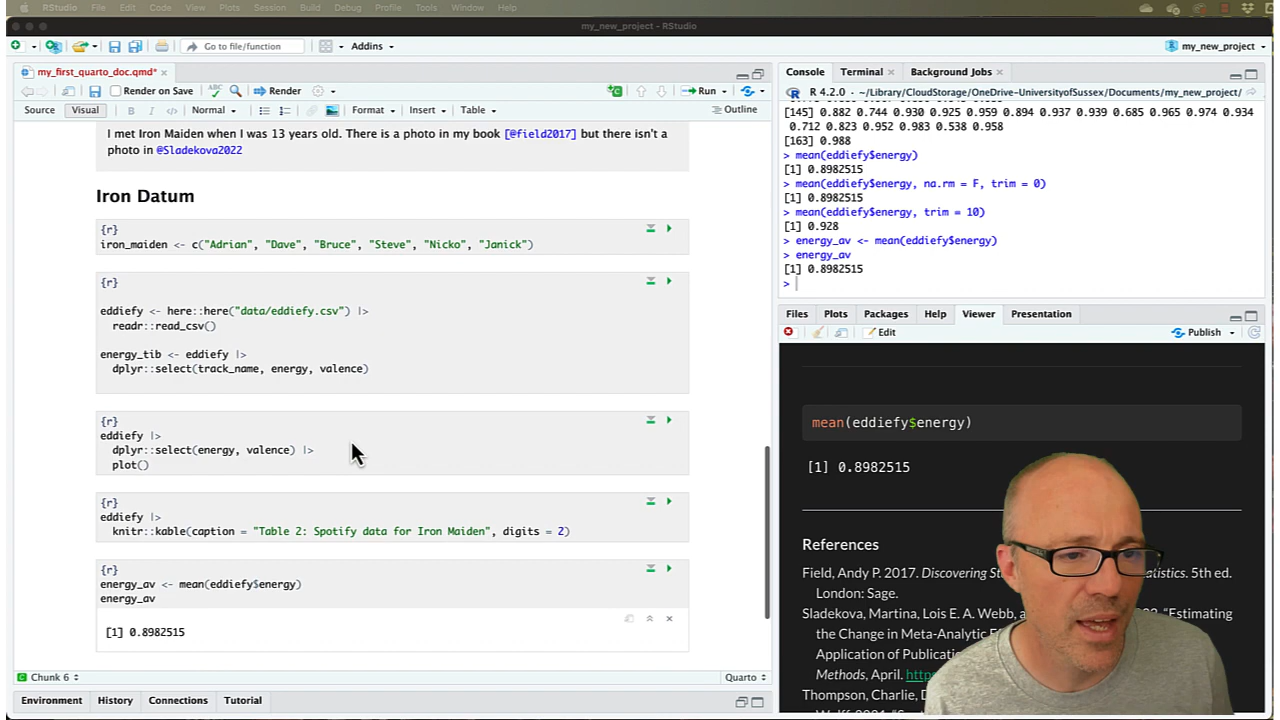 RStudio File Edit Code View Plots Session Build Debug Profile Tools Window Help
my_new_project - RStudio
Go to file/function
Addins
my_new_project
my_first_quarto_doc.qmd*
Render on Save
Render
Run
Source Visual
B I </> Normal
Format Insert Table
Outline
I met Iron Maiden when I was 13 years old. There is a photo in my book [@field2017] but there isn't a
photo in @Sladekova2022
Iron Datum
{r}
iron_maiden <- c("Adrian", "Dave", "Bruce", "Steve", "Nicko", "Janick")
{r}
eddiefy <- here::here("data/eddiefy.csv") |>
readr::read_csv()
energy_tib <- eddiefy |>
dplyr::select(track_name, energy, valence)
{r}
eddiefy |>
dplyr::select(energy, valence) |>
plot()
{r}
eddiefy |>
knitr::kable(caption = "Table 2: Spotify data for Iron Maiden", digits = 2)
{r}
energy_av <- mean(eddiefy$energy)
energy_av
[1] 0.8982515
Chunk 6
Quarto
Environment History Connections Tutorial
Console Terminal Background Jobs
R 4.2.0 · ~/Library/CloudStorage/OneDrive-UniversityofSussex/Documents/my_new_project/
[145] 0.882 0.744 0.930 0.925 0.959 0.894 0.937 0.939 0.685 0.965 0.974 0.934
0.712 0.823 0.952 0.983 0.538 0.958
[163] 0.988
> mean(eddiefy$energy)
[1] 0.8982515
> mean(eddiefy$energy, na.rm = F, trim = 0)
[1] 0.8982515
> mean(eddiefy$energy, trim = 10)
[1] 0.928
> energy_av <- mean(eddiefy$energy)
> energy_av
[1] 0.8982515
>
Files Plots Packages Help Viewer Presentation
Edit
Publish
mean(eddiefy$energy)
[1] 0.8982515
References
Field, Andy P. 2017. Discovering 5th ed.
London: Sage.
Sladekova, Martina, Lois E. A. Webb, "Estimating
the Change in Meta-Analytic
Application of
Methods, April.
Thompson, Charlie,